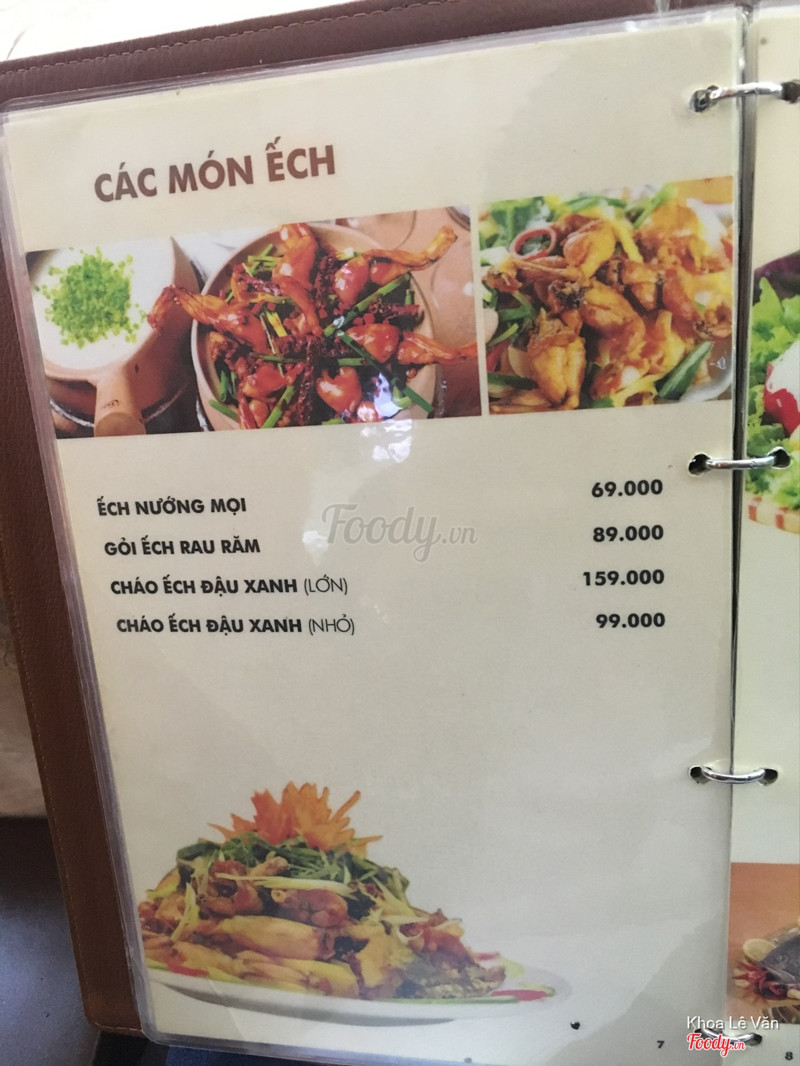 CÁC MÓN ẾCH
ẾCH NƯỚNG MỌI 69.000
GỎI ẾCH RAU RĂM 89.000
CHÁO ẾCH ĐẬU XANH (LỚN) 159.000
CHÁO ẾCH ĐẬU XANH (NHỎ) 99.000
Foody.vn
7
8
Khoa Lê Văn
Foody.vn